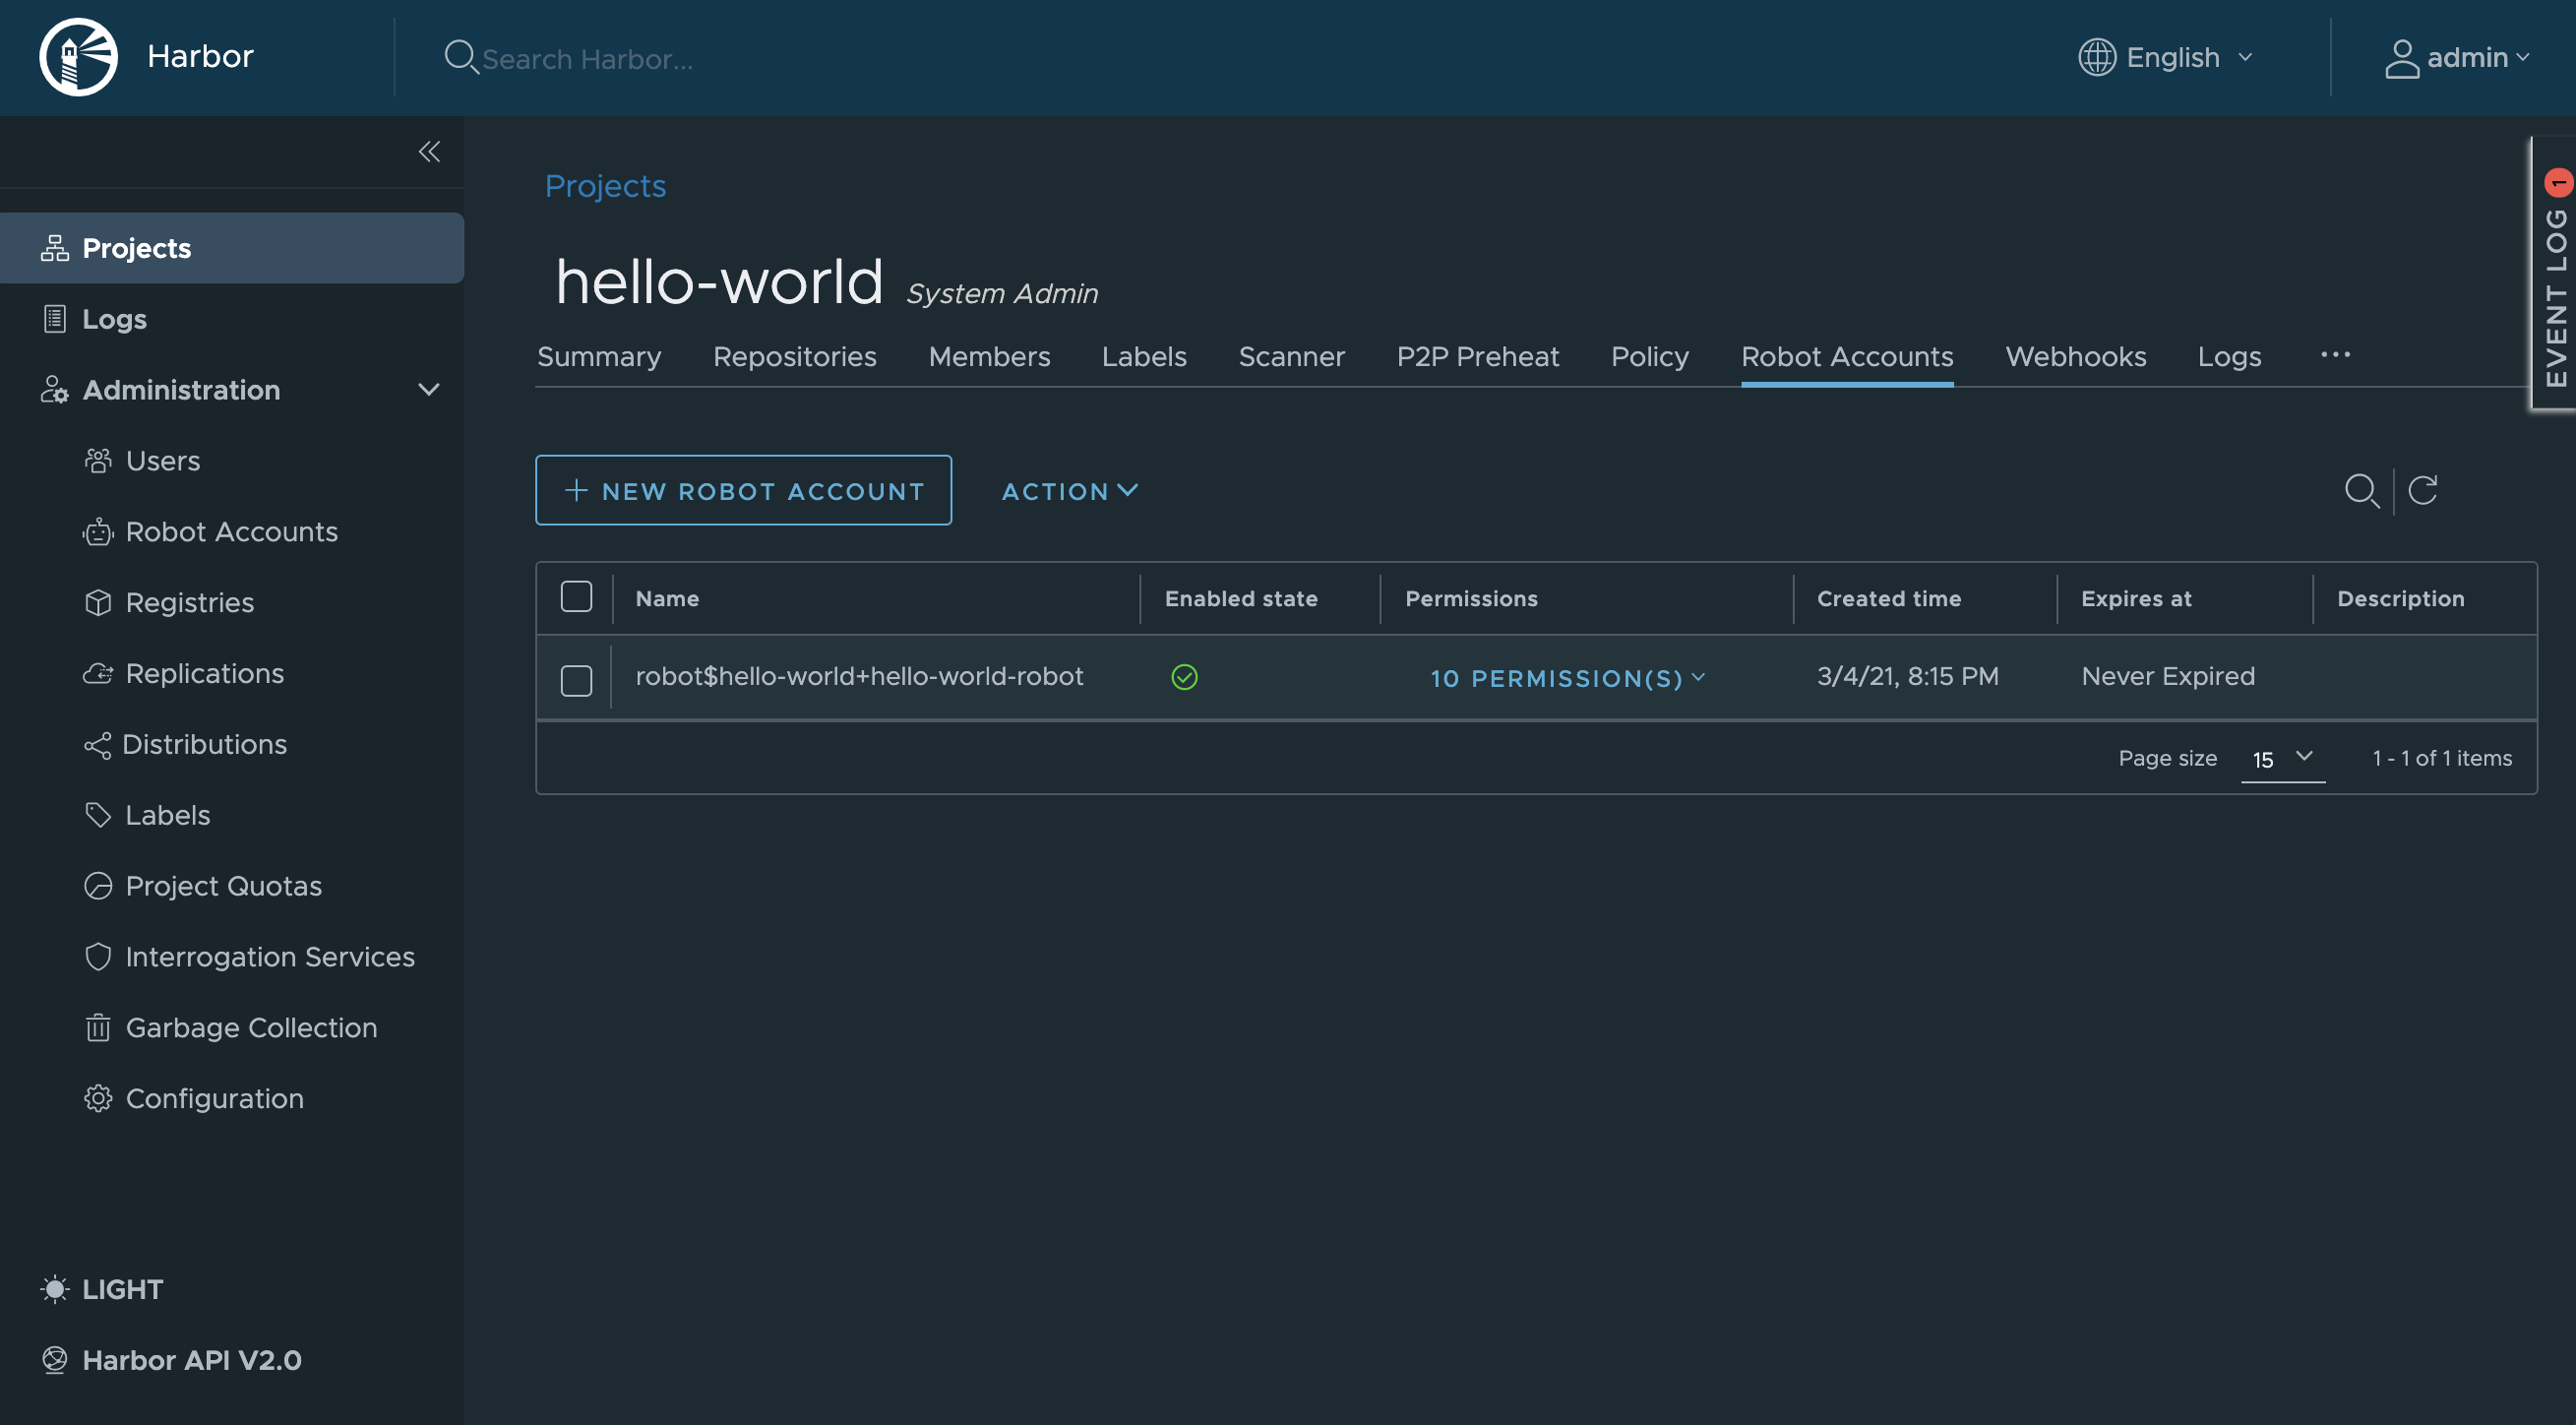 Harbor
Search Harbor...
English
admin
Projects
Logs
Administration
Users
Robot Accounts
Registries
Replications
Distributions
Labels
Project Quotas
Interrogation Services
Garbage Collection
Configuration
LIGHT
Harbor API V2.0
Projects
hello-world System Admin
Summary Repositories Members Labels Scanner P2P Preheat Policy Robot Accounts Webhooks Logs ...
NEW ROBOT ACCOUNT ACTION
Name Enabled state Permissions Created time Expires at Description
robot$hello-world+hello-world-robot 10 PERMISSION(S) 3/4/21, 8:15 PM Never Expired
Page size 15 1 - 1 of 1 items
EVENT LOG 1